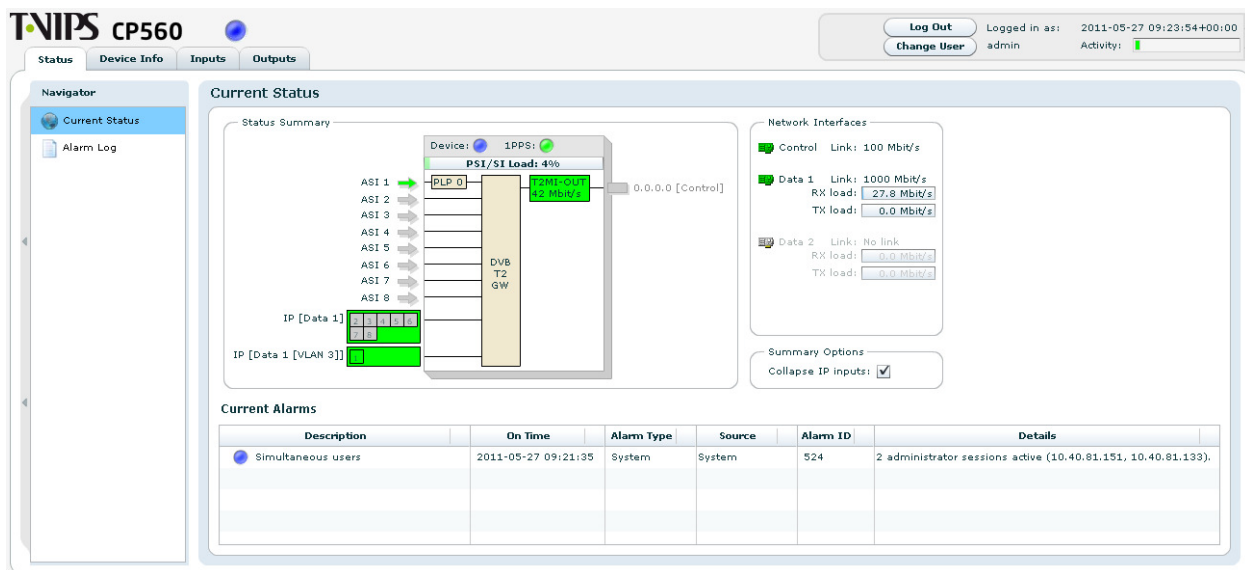 T-VIPS CP560
Log Out
Logged in as:
2011-05-27 09:23:54+00:00
Change User
admin
Activity:
Status
Device Info
Inputs
Outputs
Navigator
Current Status
Alarm Log
Current Status
Status Summary
Device:
1PPS:
PSI/SI Load: 4%
ASI 1
PLP 0
T2MI-OUT
42 Mbit/s
0.0.0.0 [Control]
ASI 2
ASI 3
ASI 4
ASI 5
ASI 6
ASI 7
ASI 8
DVB
T2
GW
IP [Data 1]
2 3 4 5 6
7 8
IP [Data 1 [VLAN 3]]
1
Network Interfaces
Control Link: 100 Mbit/s
Data 1 Link: 1000 Mbit/s
RX load: 27.8 Mbit/s
TX load: 0.0 Mbit/s
Data 2 Link: No link
RX load: 0.0 Mbit/s
TX load: 0.0 Mbit/s
Summary Options
Collapse IP inputs:
Current Alarms
Description On Time Alarm Type Source Alarm ID Details
Simultaneous users 2011-05-27 09:21:35 System System 524 2 administrator sessions active (10.40.81.151, 10.40.81.133).